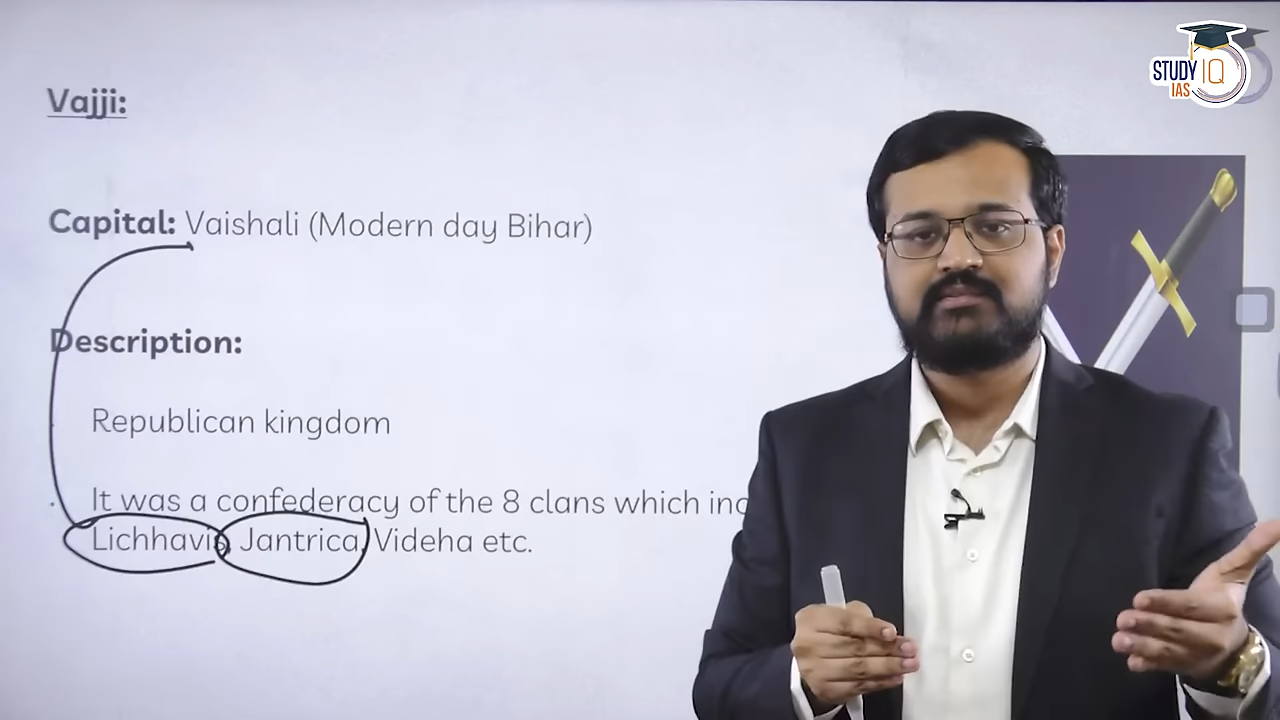 STUDY IQ
IAS
Vajji:
Capital: Vaishali (Modern day Bihar)
Description:
Republican kingdom
It was a confederacy of the 8 clans which inc
Lichhavis, Jantrica, Videha etc.